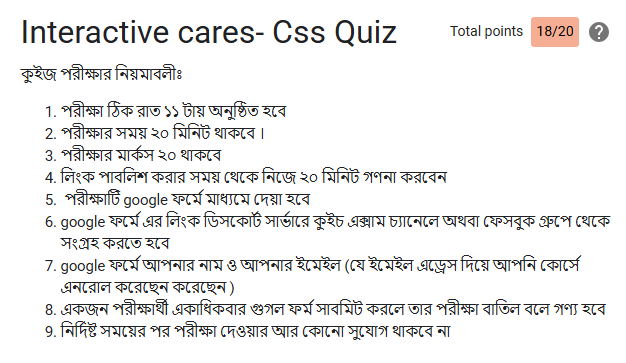 Interactive cares- Css Quiz
Total points 18/20
কুইজ পরীক্ষার নিয়মাবলীঃ
1. পরীক্ষা ঠিক রাত ১১ টায় অনুষ্ঠিত হবে
2. পরীক্ষার সময় ২০ মিনিট থাকবে ।
3. পরীক্ষার মার্কস ২০ থাকবে
4. লিংক পাবলিশ করার সময় থেকে নিজে ২০ মিনিট গণনা করবেন
5. পরীক্ষাটি google ফর্মে মাধ্যমে দেয়া হবে
6. google ফর্মে এর লিংক ডিসকোর্ট সার্ভারে কুইচ এক্সাম চ্যানেলে অথবা ফেসবুক গ্রুপে থেকে
সংগ্রহ করতে হবে
7. google ফর্মে আপনার নাম ও আপনার ইমেইল (যে ইমেইল এড্রেস দিয়ে আপনি কোর্সে
এনরোল করেছেন করেছেন )
8. একজন পরীক্ষার্থী একাধিকবার গুগল ফর্ম সাবমিট করলে তার পরীক্ষা বাতিল বলে গণ্য হবে
9. নির্দিষ্ট সময়ের পর পরীক্ষা দেওয়ার আর কোনো সুযোগ থাকবে না